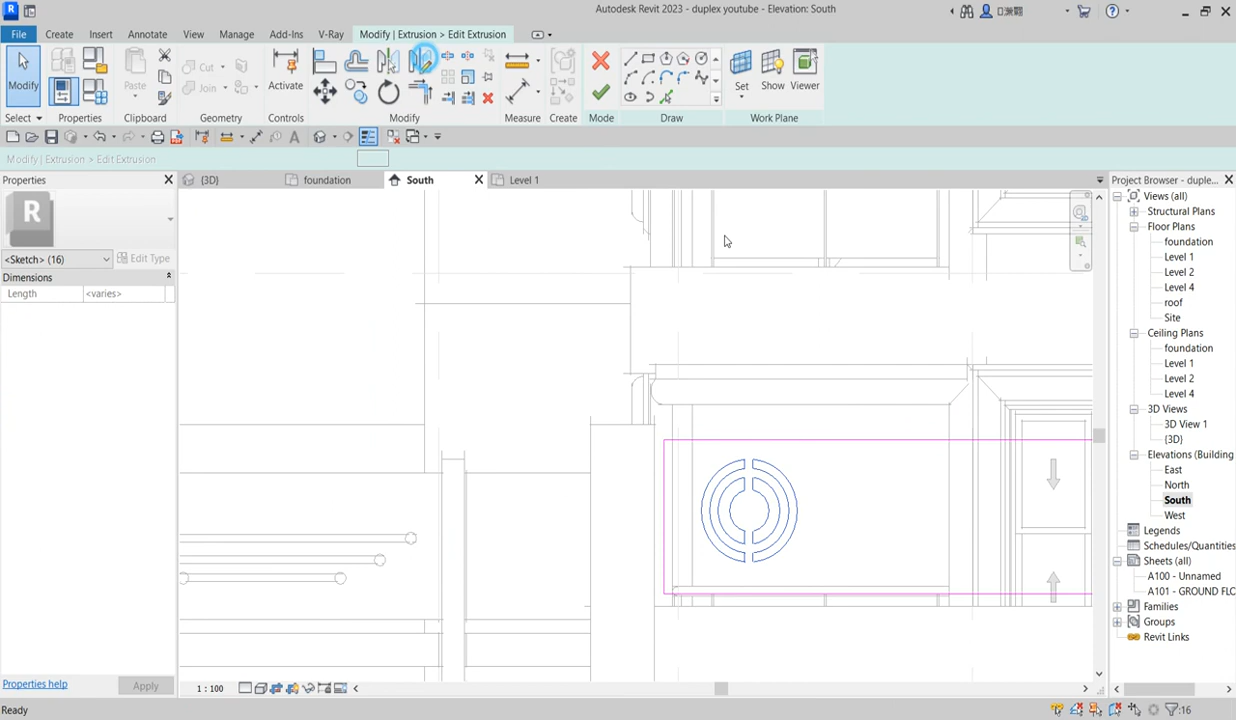 Autodesk Revit 2023 - duplex youtube - Elevation: South
File
Create
Insert
Annotate
View
Manage
Add-Ins
V-Ray
Modify | Extrusion > Edit Extrusion
Modify
Paste
Cut
Join
Activate
Set
Show
Viewer
Select
Properties
Clipboard
Geometry
Controls
Modify
Measure
Create
Mode
Draw
Work Plane
Modify | Extrusion > Edit Extrusion
Properties
{3D}
foundation
South
Level 1
Project Browser - duple...
R
<Sketch> (16)
Edit Type
Dimensions
Length
<varies>
Views (all)
Structural Plans
Floor Plans
foundation
Level 1
Level 2
Level 4
roof
Site
Ceiling Plans
foundation
Level 1
Level 2
Level 4
3D Views
3D View 1
{3D}
Elevations (Building
East
North
South
West
Legends
Schedules/Quantities
Sheets (all)
A100 - Unnamed
A101 - GROUND FLO
Families
Groups
Revit Links
Properties help
Apply
1 : 100
Ready
:16